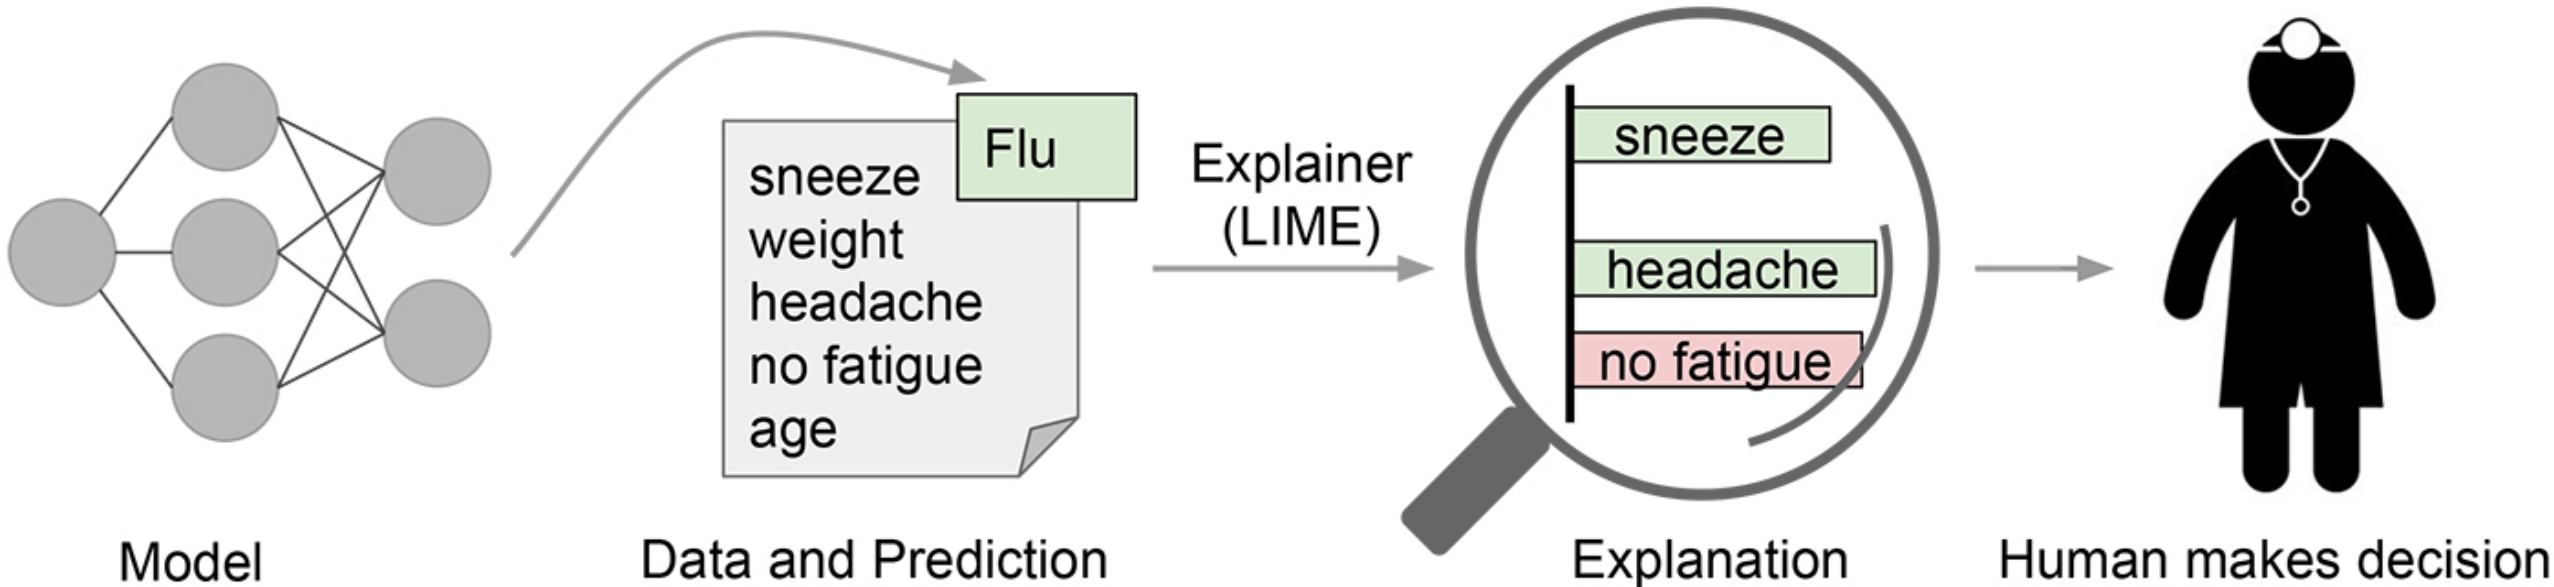 Flu
sneeze
weight
headache
no fatigue
age
Explainer
(LIME)
sneeze
headache
no fatigue
Model
Data and Prediction
Explanation
Human makes decision